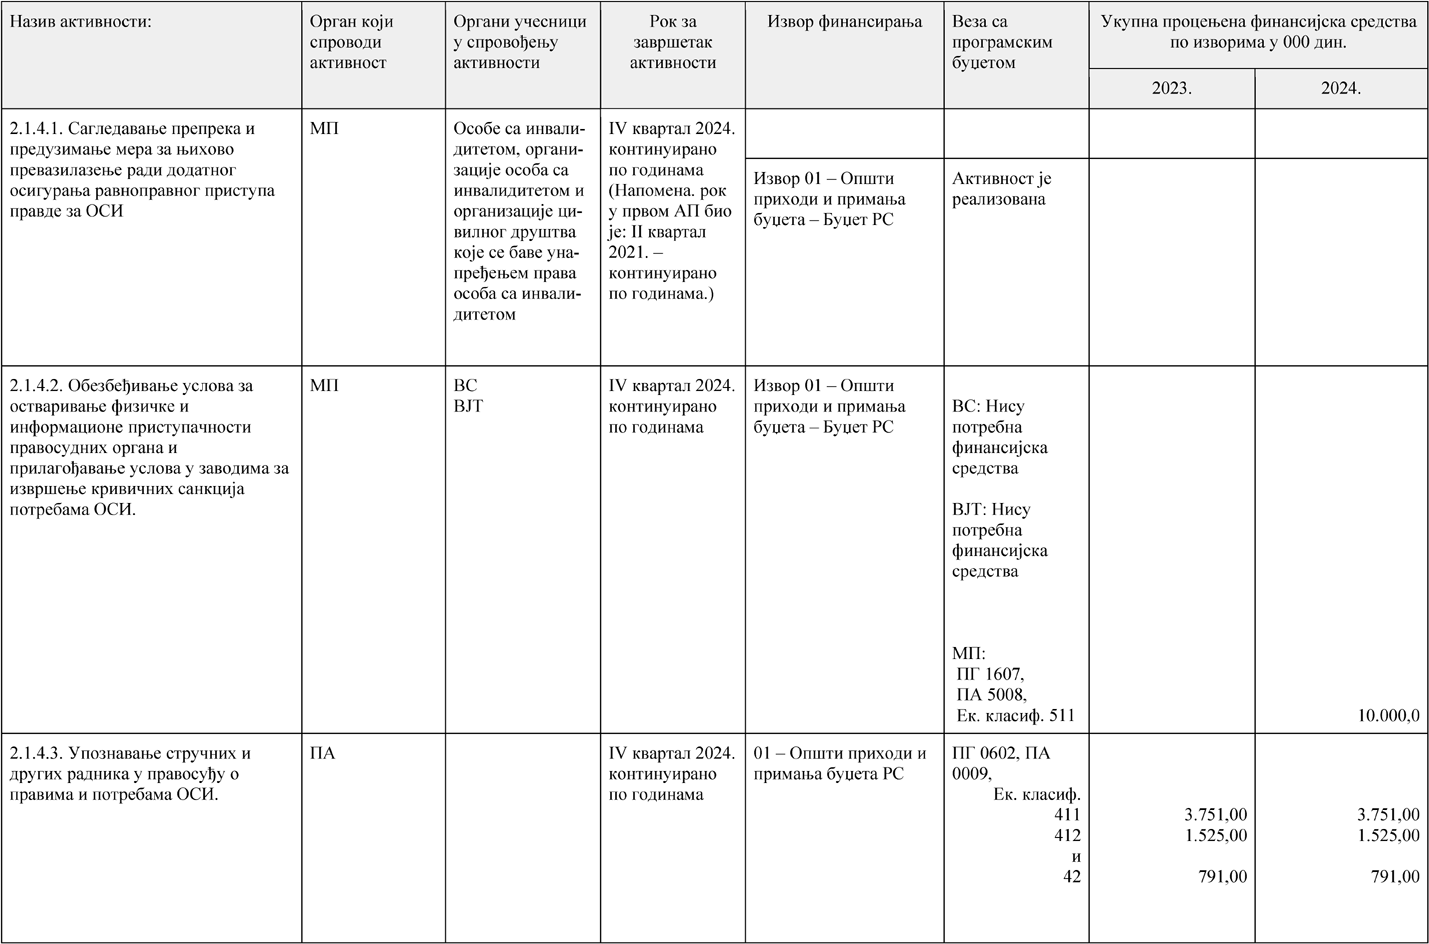 Назив активности:
Орган који
спроводи
активност
Органи учесници
у спровођењу
активности
Рок за
завршетак
активности
Извор финансирања
Веза са
програмским
буџетом
Укупна процењена финансијска средства
по изворима у 000 дин.
2023.
2024.
2.1.4.1. Сагледавање препрека и
предузимање мера за њихово
превазилажење ради додатног
осигурања равноправног приступа
правде за ОСИ
МП
Особе са инвали-
дитетом, органи-
зације особа са
инвалидитетом и
организације ци-
вилног друштва
које се баве уна-
пређењем права
особа са инвали-
дитетом
IV квартал 2024.
континуирано
по годинама
(Напомена. рок
у првом АП био
је: II квартал
2021. –
континуирано
по годинама.)
Извор 01 – Општи
приходи и примања
буџета – Буџет РС
Активност је
реализована
2.1.4.2. Обезбеђивање услова за
остваривање физичке и
информационе приступачности
правосудних органа и
прилагођавање услова у заводима за
извршење кривичних санкција
потребама ОСИ.
МП
ВС
ВЈТ
IV квартал 2024.
континуирано
по годинама
Извор 01 – Општи
приходи и примања
буџета – Буџет РС
ВС: Нису
потребна
финансијска
средства
ВЈТ: Нису
потребна
финансијска
средства
МП:
ПГ 1607,
ПА 5008,
Ек. класиф. 511
10.000,0
2.1.4.3. Упознавање стручних и
других радника у правосуђу о
правима и потребама ОСИ.
ПА
IV квартал 2024.
континуирано
по годинама
01 – Општи приходи и
примања буџета РС
ПГ 0602, ПА
0009,
Ек. класиф.
411
3.751,00
3.751,00
412
1.525,00
1.525,00
и
42
791,00
791,00